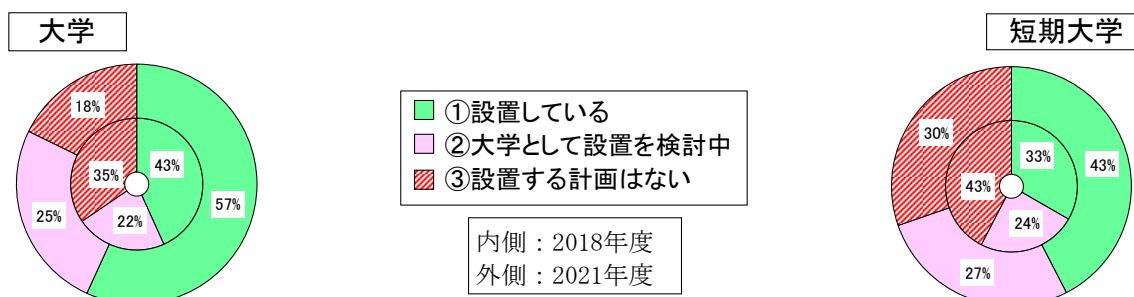 大学
18%
43%
35%
57%
25%
22%
①設置している
②大学として設置を検討中
③設置する計画はない
内側：2018年度
外側：2021年度
短期大学
30%
33%
43%
43%
24%
27%